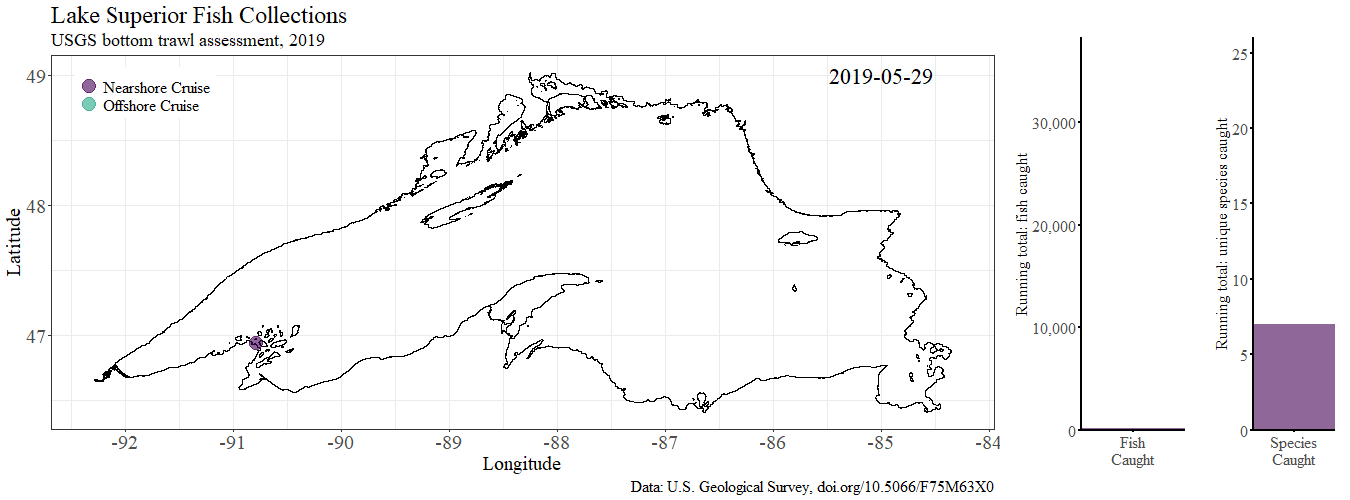 Lake Superior Fish Collections
USGS bottom trawl assessment, 2019
Nearshore Cruise
Offshore Cruise
2019-05-29
49
48
47
Latitude
-92
-91
-90
-89
-88
-87
-86
-85
-84
Longitude
Data: U.S. Geological Survey, doi.org/10.5066/F75M63X0
Running total: fish caught
30,000
20,000
10,000
0
Fish
Caught
Running total: unique species caught
25
20
15
10
5
0
Species
Caught